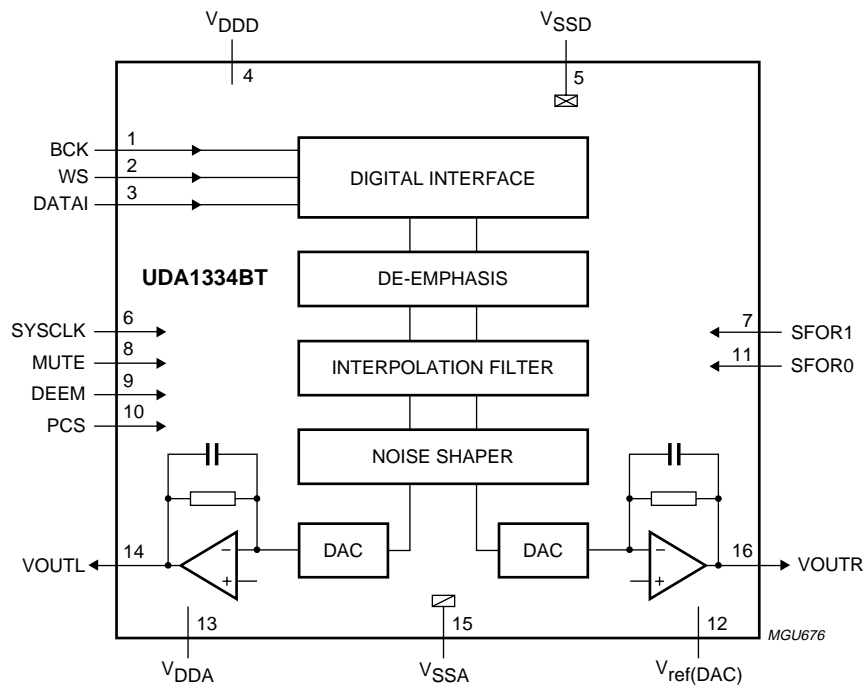 VDDD
VSSD
4
5
BCK 1
WS 2
DIGITAL INTERFACE
DATAI 3
UDA1334BT
DE-EMPHASIS
SYSCLK 6
7 SFOR1
MUTE 8
INTERPOLATION FILTER
11 SFOR0
DEEM 9
PCS 10
NOISE SHAPER
VOUTL 14
−
+
DAC
DAC
−
+
16 VOUTR
13
15
12
MGU676
VDDA
VSSA
Vref(DAC)